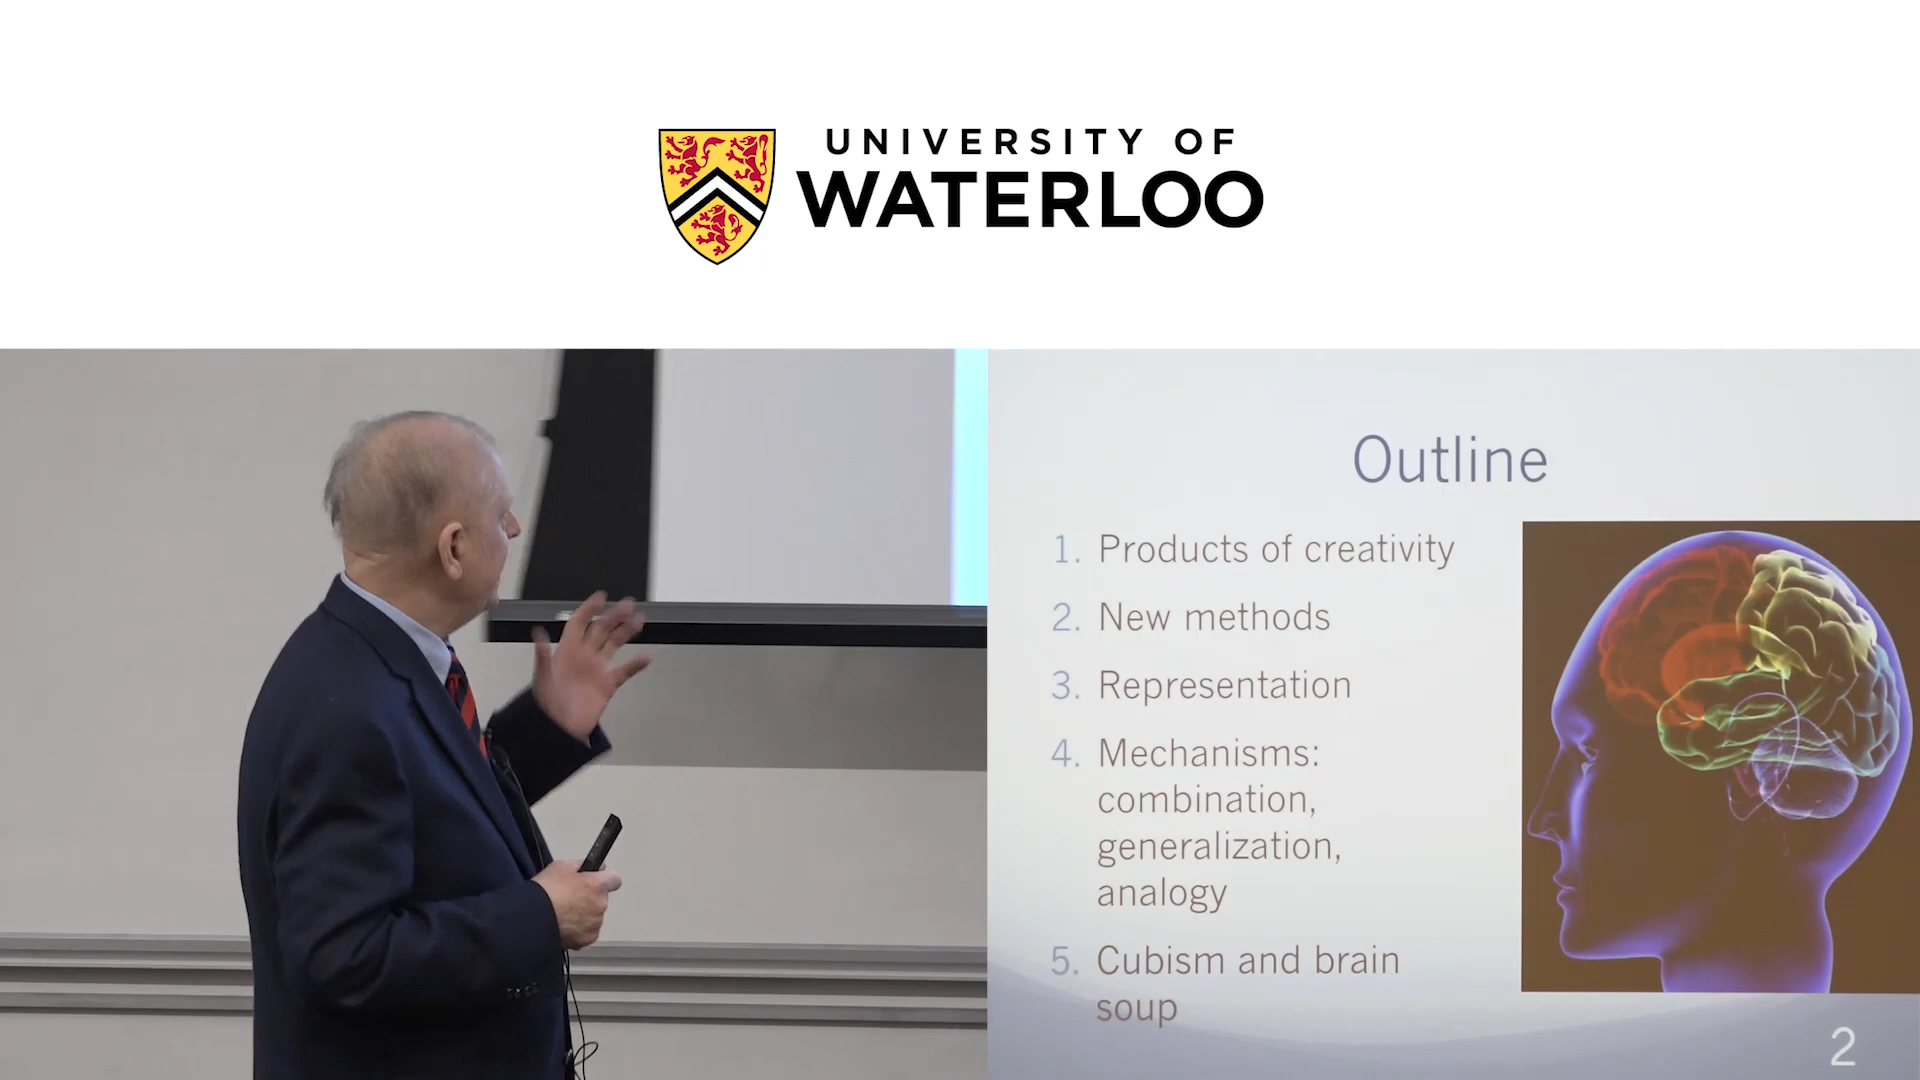 UNIVERSITY OF
WATERLOO
Outline
1. Products of creativity
2. New methods
3. Representation
4. Mechanisms:
combination,
generalization,
analogy
5. Cubism and brain
soup
2